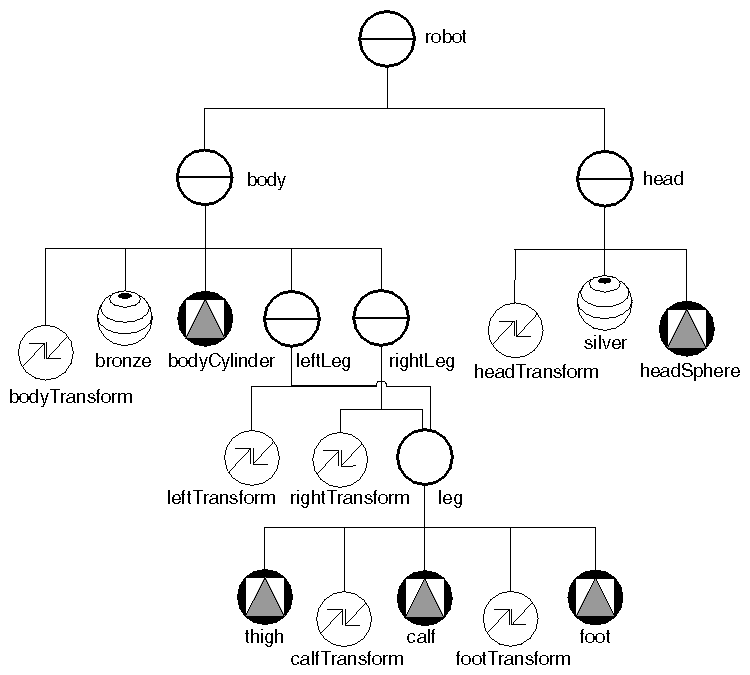 robot
body
head
bronze
bodyCylinder
leftLeg
rightLeg
silver
headTransform
headSphere
bodyTransform
leftTransform
rightTransform
leg
thigh
calf
foot
calfTransform
footTransform